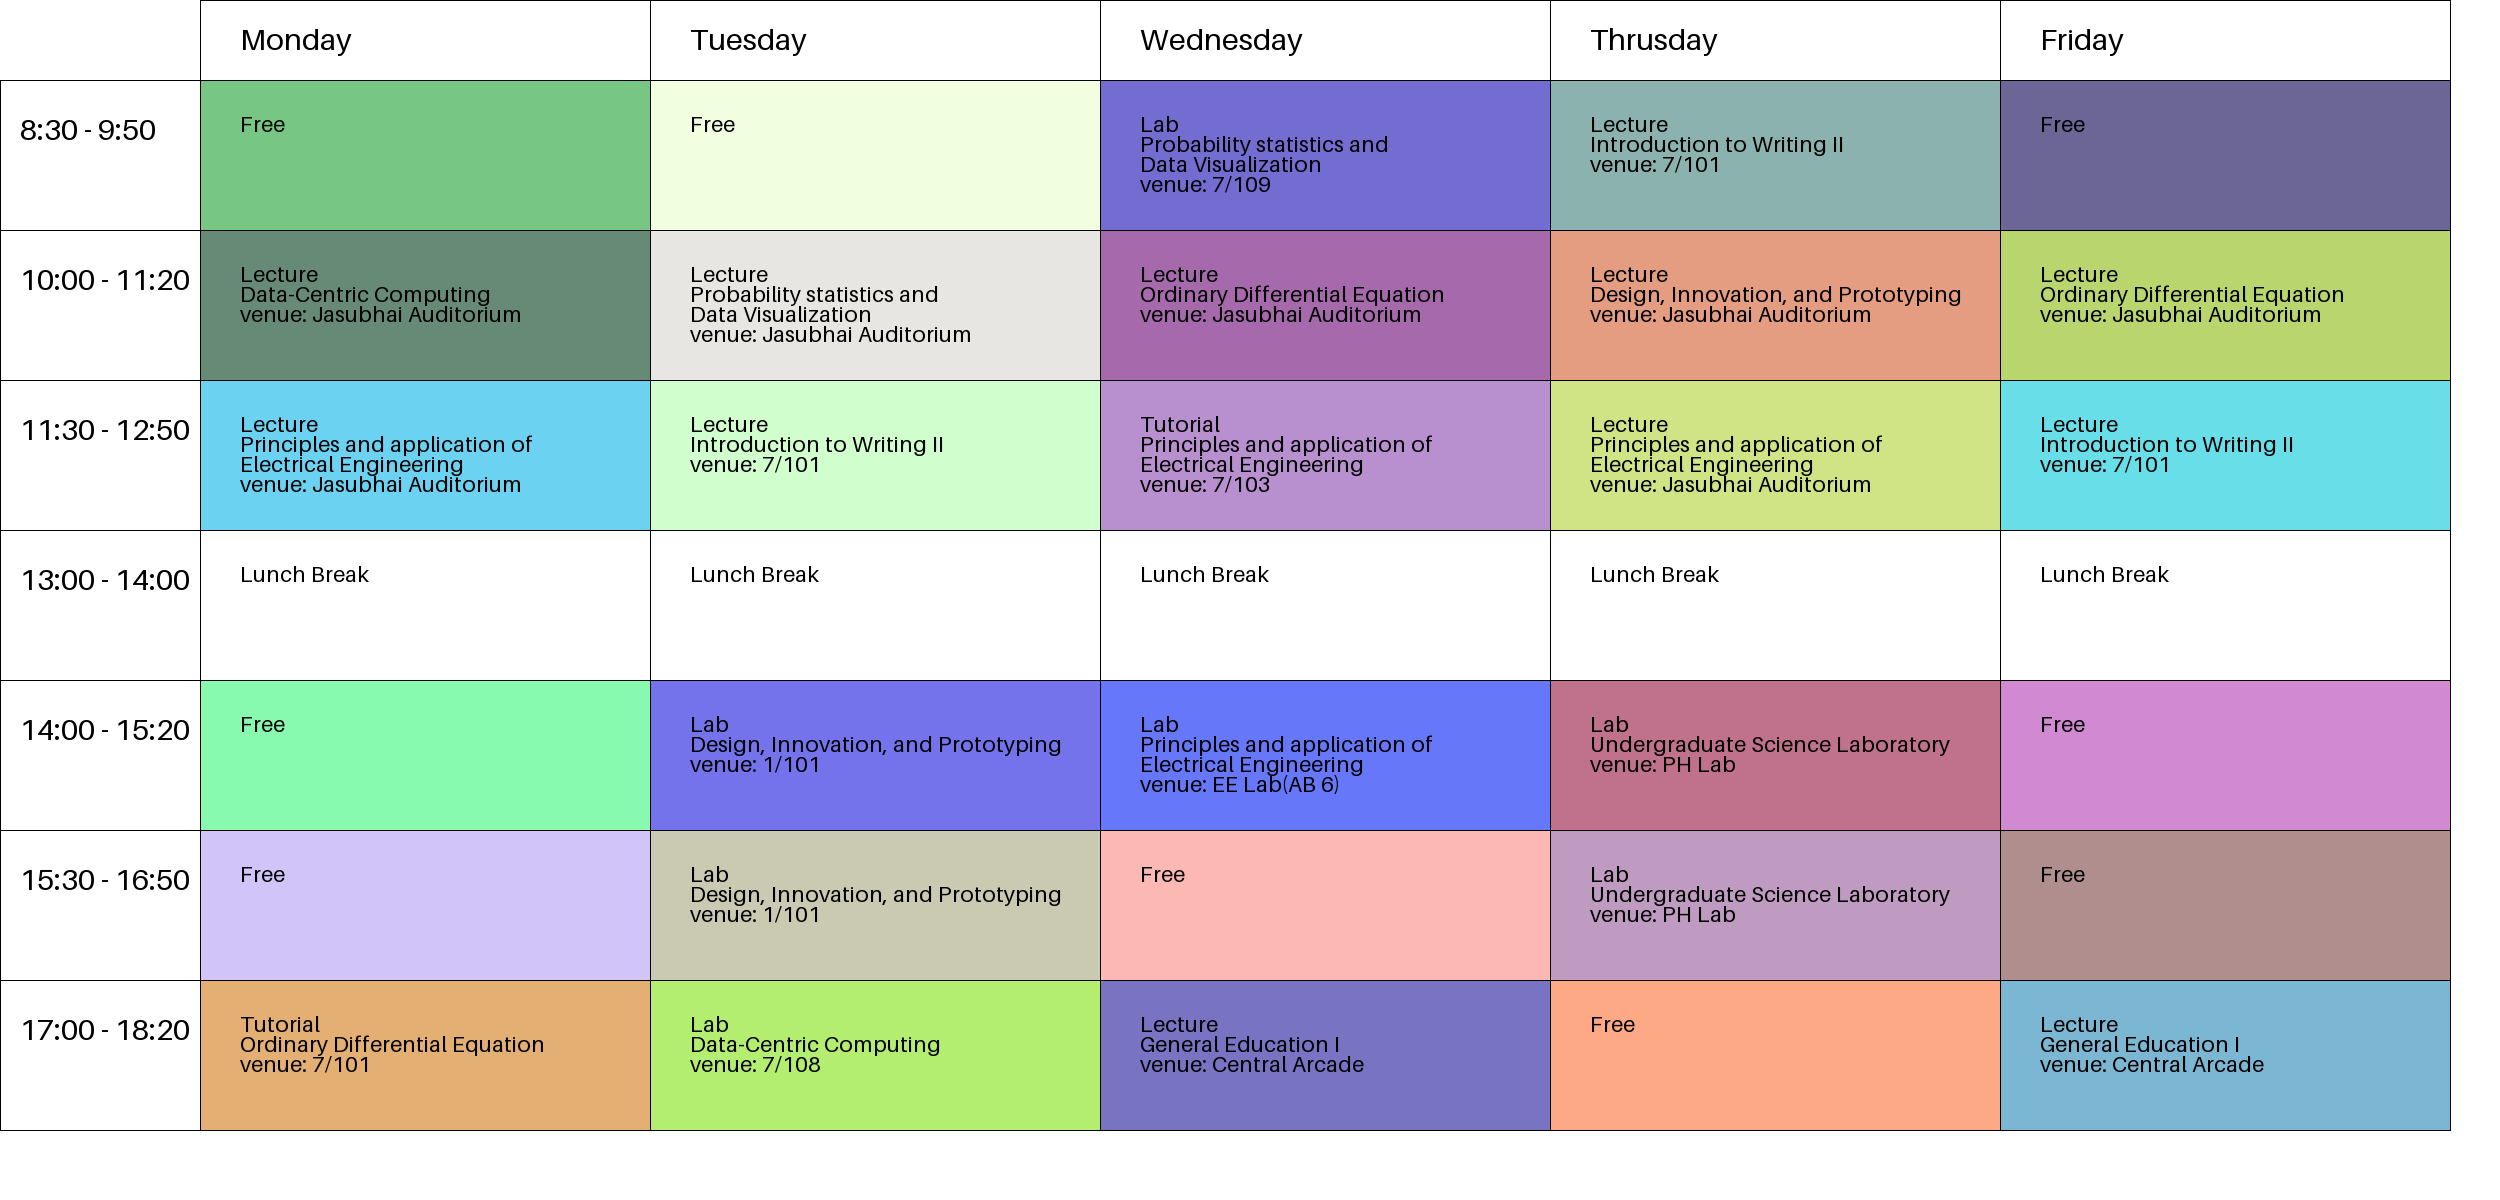 Monday
Tuesday
Wednesday
Thrusday
Friday
8:30 - 9:50
Free
Free
Lab
Probability statistics and
Data Visualization
venue: 7/109
Lecture
Introduction to Writing II
venue: 7/101
Free
10:00 - 11:20
Lecture
Data-Centric Computing
venue: Jasubhai Auditorium
Lecture
Probability statistics and
Data Visualization
venue: Jasubhai Auditorium
Lecture
Ordinary Differential Equation
venue: Jasubhai Auditorium
Lecture
Design, Innovation, and Prototyping
venue: Jasubhai Auditorium
Lecture
Ordinary Differential Equation
venue: Jasubhai Auditorium
11:30 - 12:50
Lecture
Principles and application of
Electrical Engineering
venue: Jasubhai Auditorium
Lecture
Introduction to Writing II
venue: 7/101
Tutorial
Principles and application of
Electrical Engineering
venue: 7/103
Lecture
Principles and application of
Electrical Engineering
venue: Jasubhai Auditorium
Lecture
Introduction to Writing II
venue: 7/101
13:00 - 14:00
Lunch Break
Lunch Break
Lunch Break
Lunch Break
Lunch Break
14:00 - 15:20
Free
Lab
Design, Innovation, and Prototyping
venue: 1/101
Lab
Principles and application of
Electrical Engineering
venue: EE Lab(AB 6)
Lab
Undergraduate Science Laboratory
venue: PH Lab
Free
15:30 - 16:50
Free
Lab
Design, Innovation, and Prototyping
venue: 1/101
Free
Lab
Undergraduate Science Laboratory
venue: PH Lab
Free
17:00 - 18:20
Tutorial
Ordinary Differential Equation
venue: 7/101
Lab
Data-Centric Computing
venue: 7/108
Lecture
General Education I
venue: Central Arcade
Free
Lecture
General Education I
venue: Central Arcade